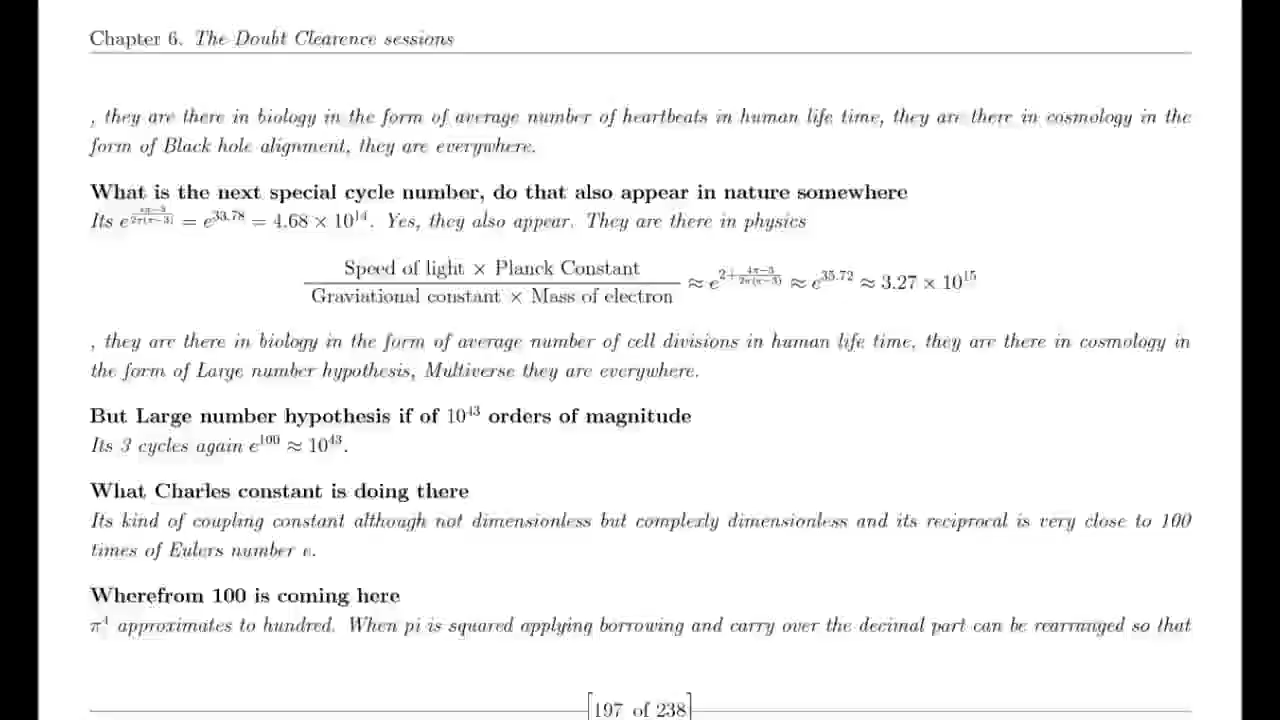 Chapter 6. The Doubt Clearence sessions
, they are there in biology in the form of average number of heartbeats in human life time, they are there in cosmology in the
form of Black hole alignment, they are everywhere.
What is the next special cycle number, do that also appear in nature somewhere
Its e^{/2π(π−3)} = e^{33.78} = 4.68 × 10^{14}. Yes, they also appear. They are there in physics
Speed of light × Planck Constant
Graviational constant × Mass of electron ≈ e^{2+\frac{4π−3}{2π(π−3)}} ≈ e^{35.72} ≈ 3.27 × 10^{15}
, they are there in biology in the form of average number of cell divisions in human life time, they are there in cosmology in
the form of Large number hypothesis, Multiverse they are everywhere.
But Large number hypothesis if of 10^{43} orders of magnitude
Its 3 cycles again e^{100} ≈ 10^{43}.
What Charles constant is doing there
Its kind of coupling constant although not dimensionless but complexly dimensionless and its reciprocal is very close to 100
times of Eulers number e.
Wherefrom 100 is coming here
π^4 approximates to hundred. When pi is squared applying borrowing and carry over the decimal part can be rearranged so that
[197 of 238]